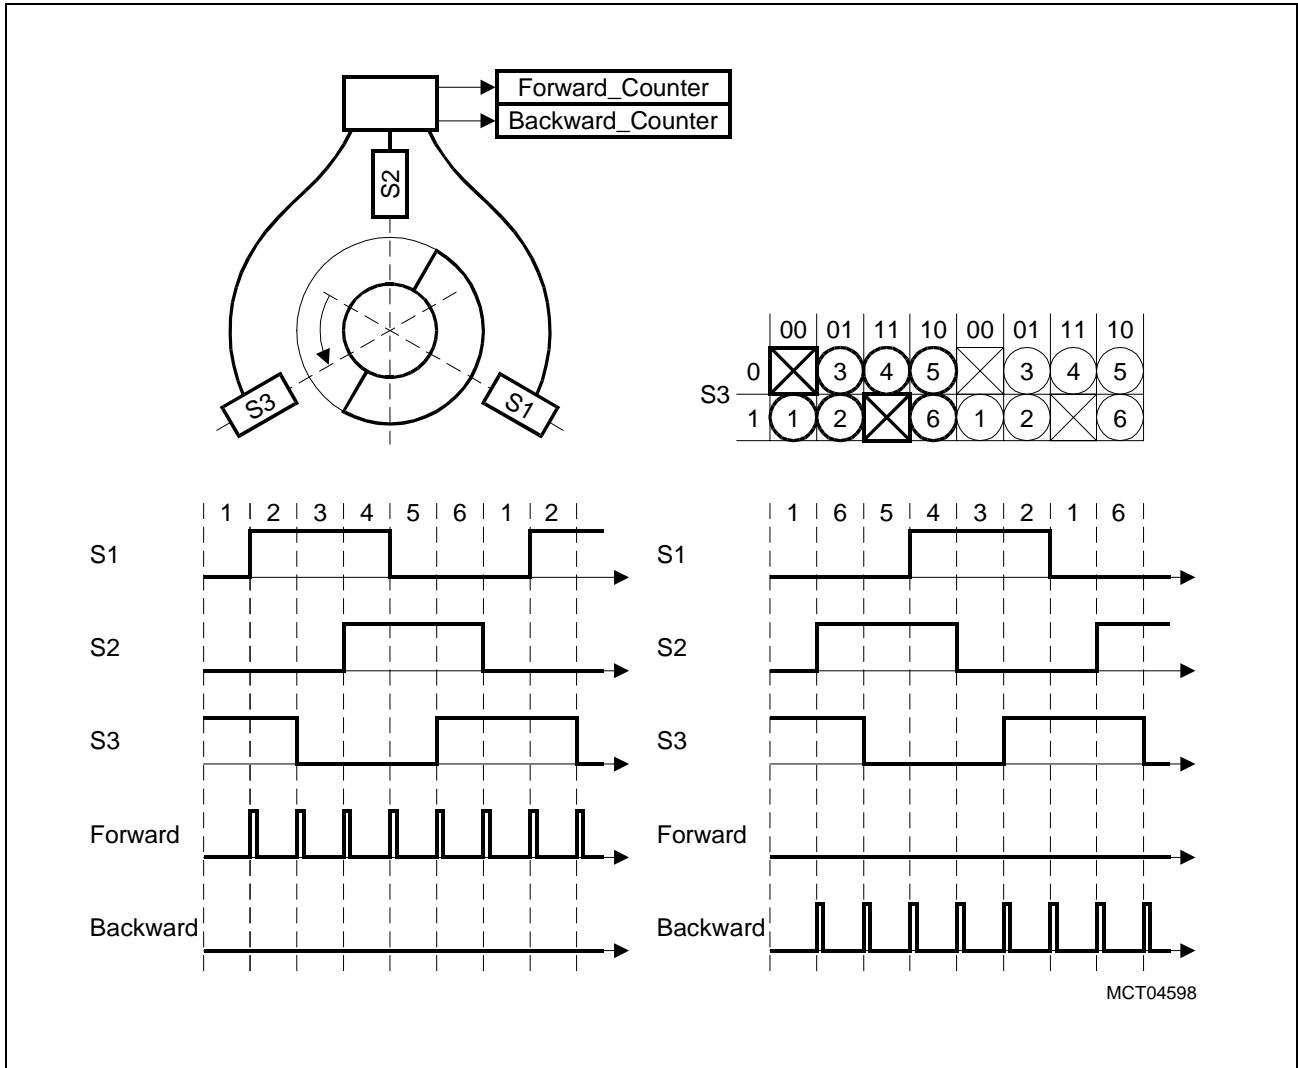 Forward_Counter
Backward_Counter
S2
S3
S1
00 01 11 10 00 01 11 10
0 3 4 5 3 4 5
S3
1 1 2 6 1 2 6
1 2 3 4 5 6 1 2
S1
S2
S3
Forward
Backward
1 6 5 4 3 2 1 6
S1
S2
S3
Forward
Backward
MCT04598